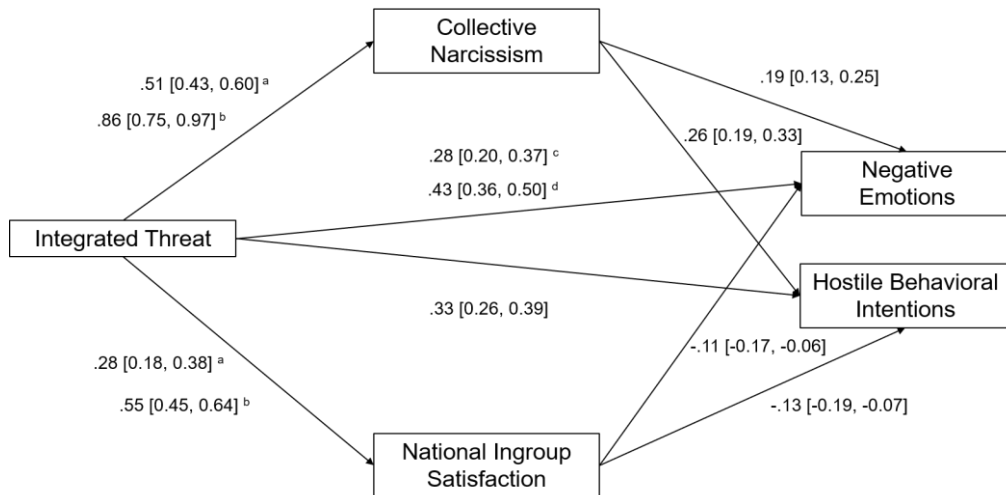 Collective
Narcissism
.51 [0.43, 0.60] ᵃ
.19 [0.13, 0.25]
.86 [0.75, 0.97] ᵇ
.26 [0.19, 0.33]
.28 [0.20, 0.37] ᶜ
.43 [0.36, 0.50] ᵈ
Negative
Emotions
Integrated Threat
Hostile Behavioral
Intentions
.33 [0.26, 0.39]
-.11 [-0.17, -0.06]
.28 [0.18, 0.38] ᵃ
.55 [0.45, 0.64] ᵇ
-.13 [-0.19, -0.07]
National Ingroup
Satisfaction